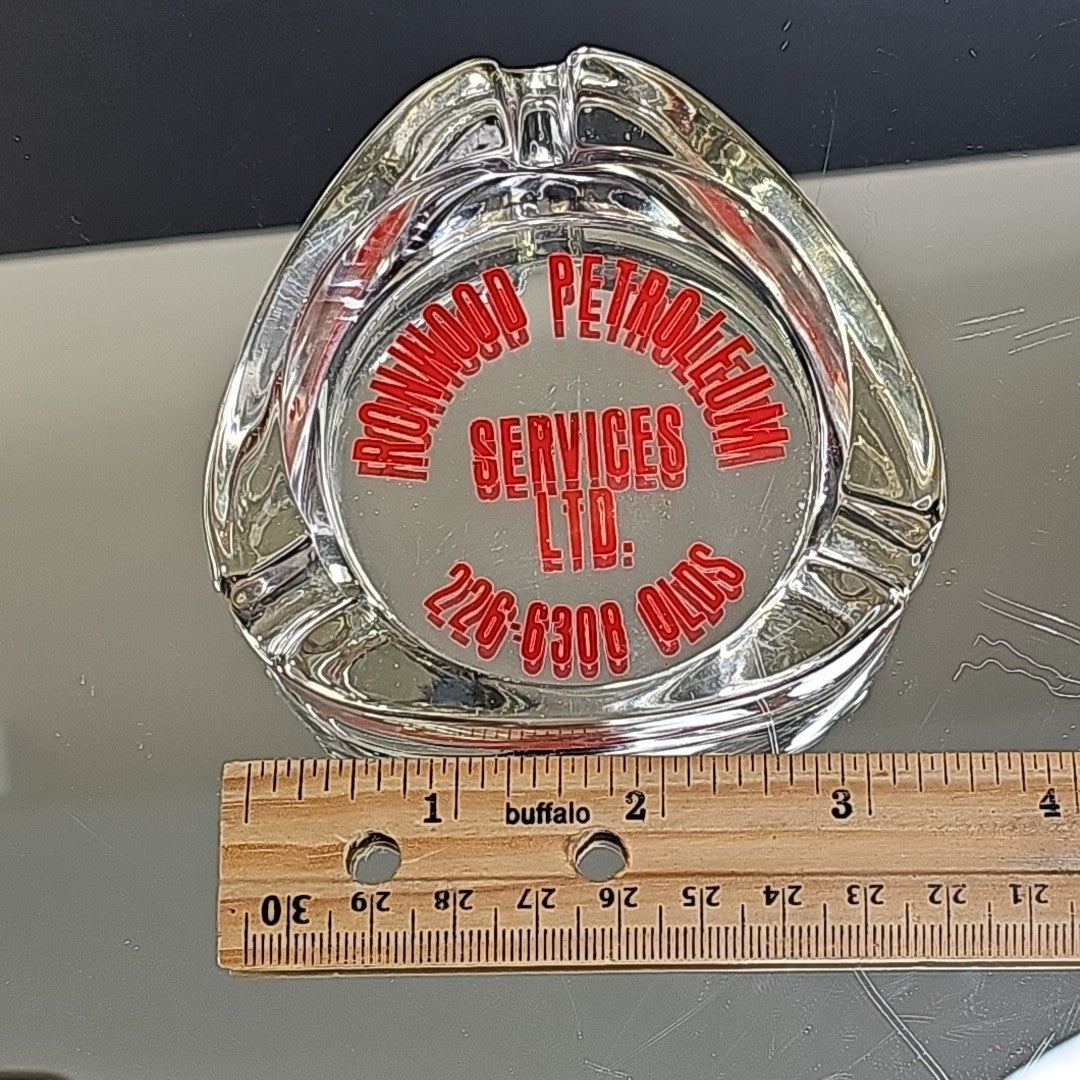 RONWOOD PETROLEUM
SERVICES
LTD.
226-6308 OLDS
1 buffalo 2 3 4
30 29 28 27 26 25 24 23 22 21